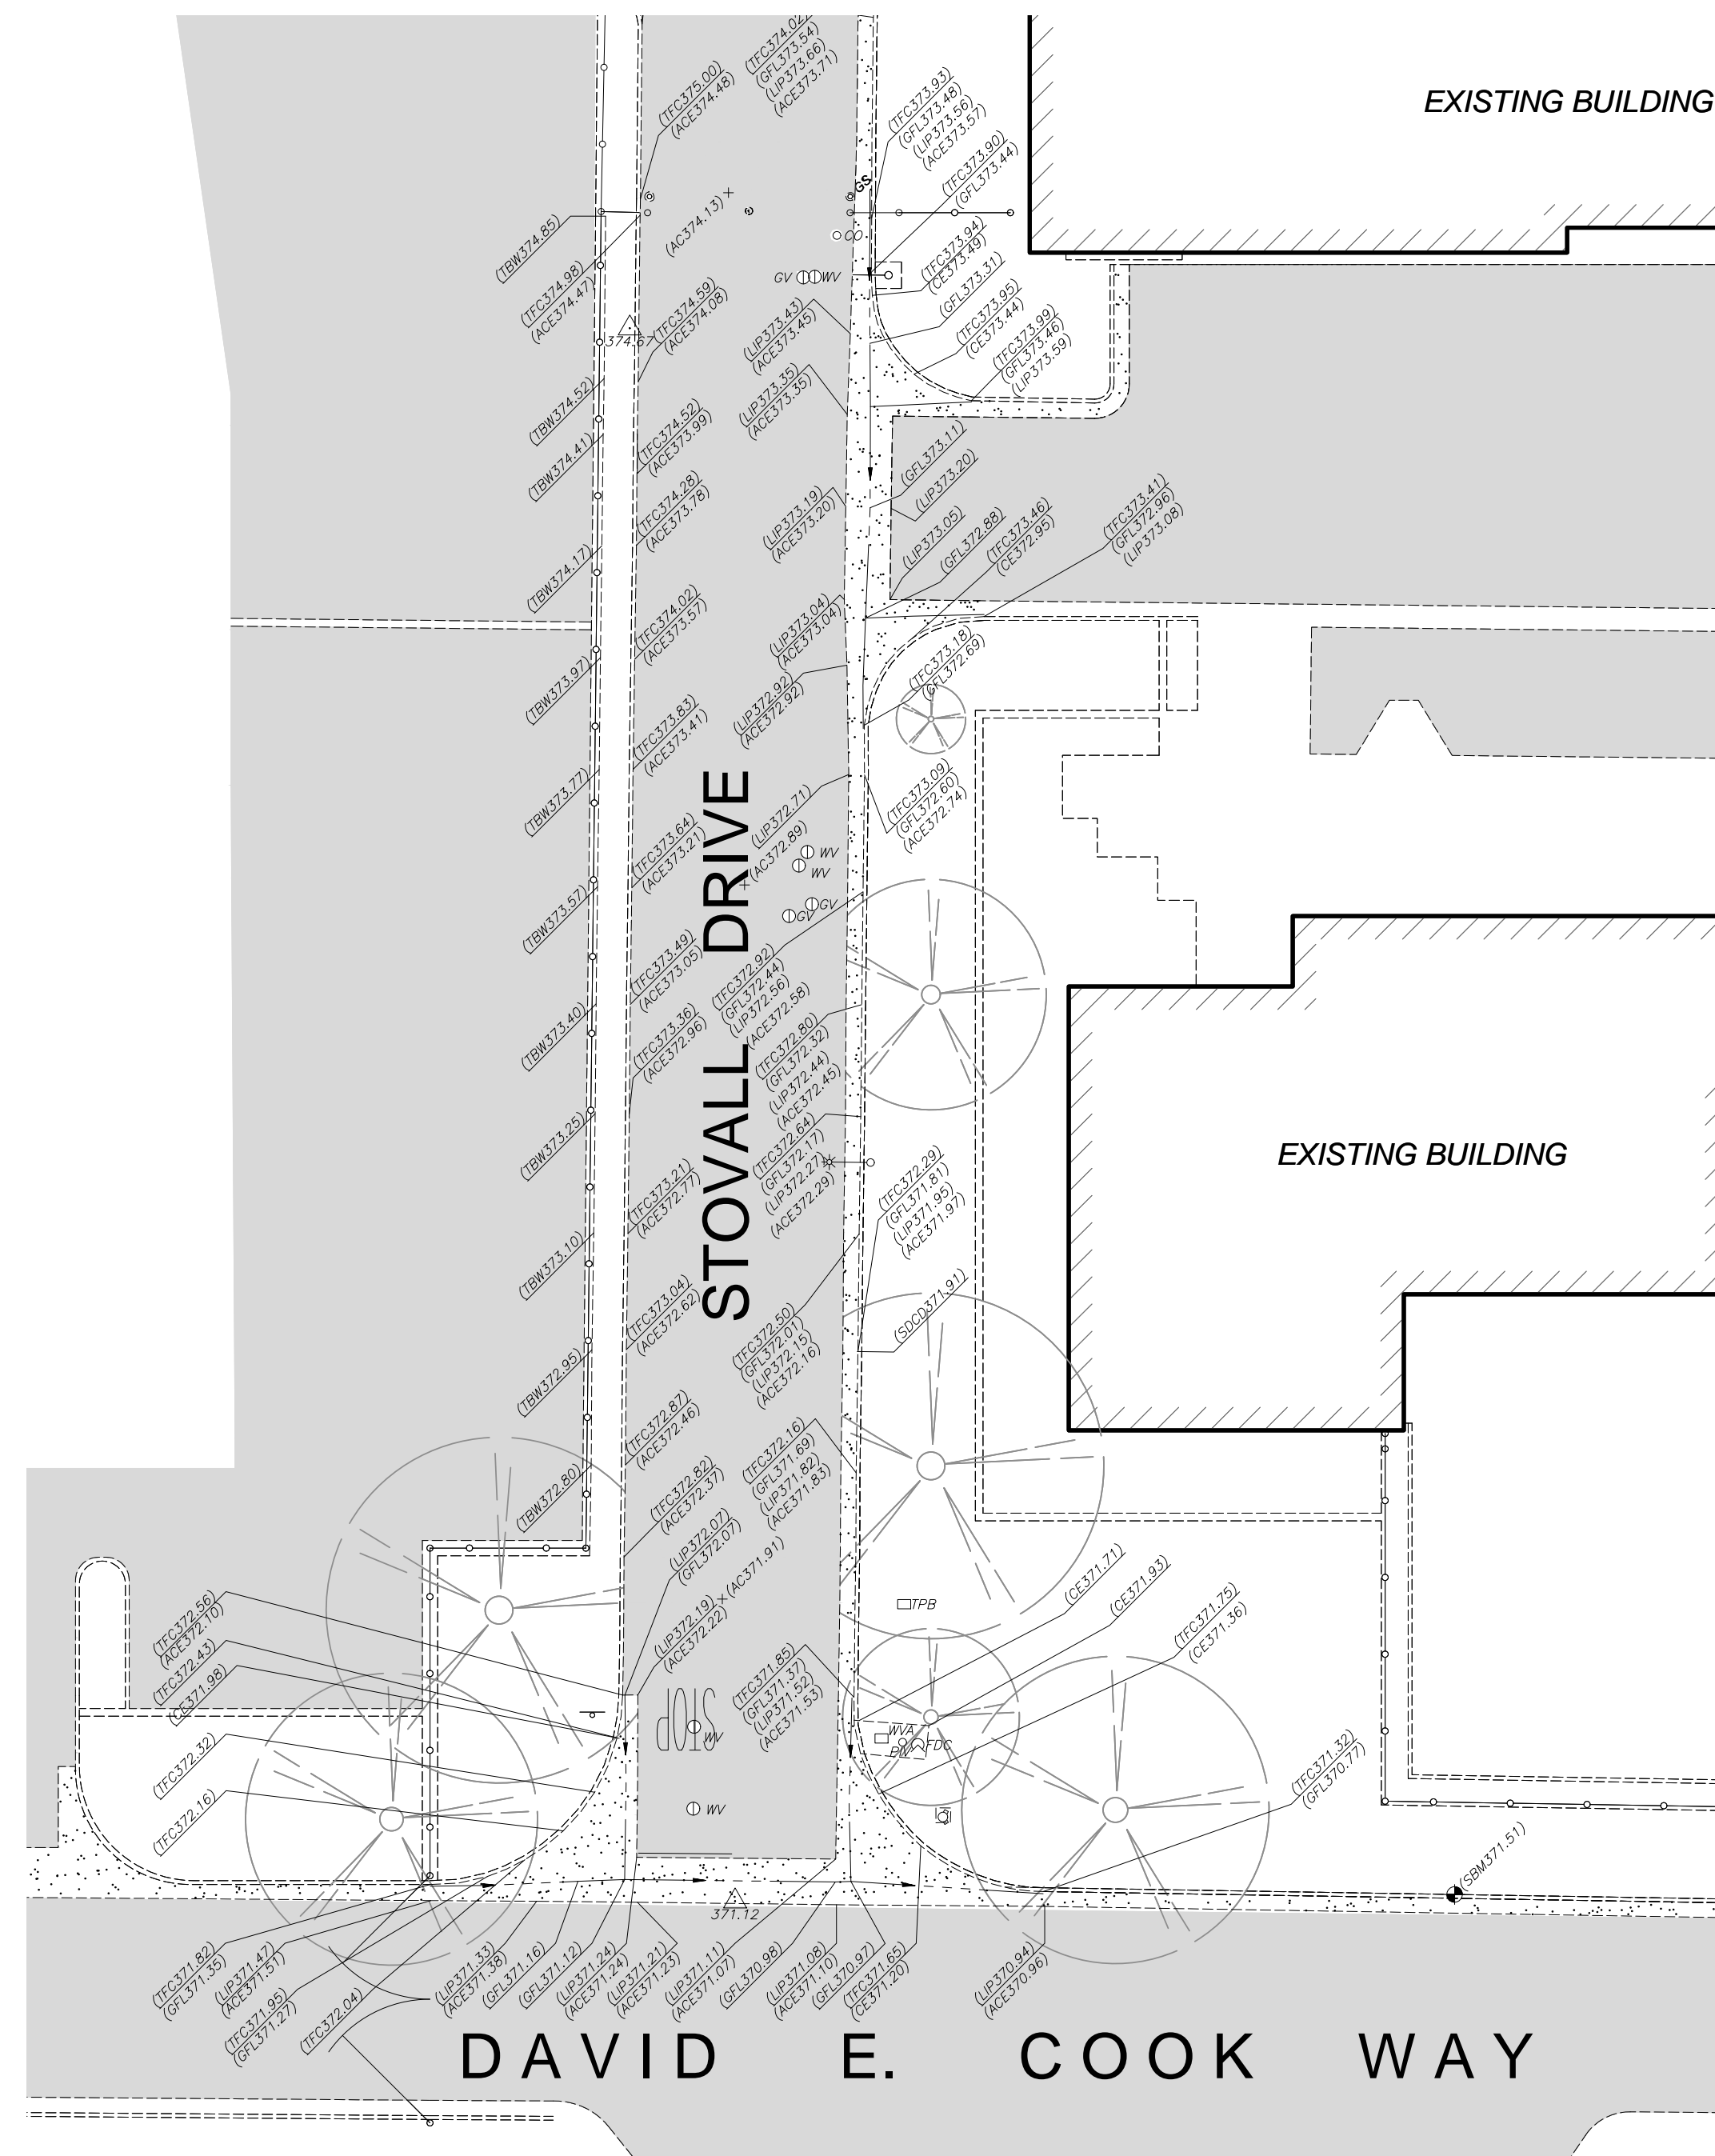 (TFC374.02)
(GFL373.54)
(LIP373.66)
(ACE373.71)
EXISTING BUILDING
(TFC375.00)
(ACE374.48)
(TFC373.93)
(GFL373.48)
(LIP373.56)
(ACE373.57)
(TFC373.90)
(GFL373.44)
GS
(AC374.13)
CO
(TBW374.85)
(TFC374.98)
(ACE374.47)
GV
WV
(TFC373.94)
(CE373.49)
(GFL373.31)
(TFC374.59)
(ACE374.08)
374.67
(LIP373.43)
(ACE373.45)
(TFC373.95)
(CE373.44)
(TFC373.99)
(GFL373.46)
(LIP373.59)
(TBW374.52)
(LIP373.35)
(ACE373.35)
(TFC374.52)
(ACE373.99)
(TBW374.41)
(GFL373.11)
(LIP373.20)
(TFC374.28)
(ACE373.78)
(LIP373.19)
(ACE373.20)
(LIP373.05)
(GFL372.88)
(TFC373.46)
(CE372.95)
(TFC373.41)
(GFL372.96)
(LIP373.08)
(TBW374.17)
(TFC374.02)
(ACE373.57)
(LIP373.04)
(ACE373.04)
(TBW373.97)
(TFC373.18)
(GFL372.69)
(LIP372.92)
(ACE372.92)
(TFC373.83)
(ACE373.41)
(TBW373.77)
(TFC373.09)
(GFL372.60)
(ACE372.74)
(LIP372.71)
(AC372.89)
(TFC373.64)
(ACE373.21)
WV
WV
GV
GV
STOVALL DRIVE
(TBW373.57)
(TFC373.49)
(ACE373.05)
(TFC372.92)
(GFL372.44)
(LIP372.56)
(ACE372.58)
(TBW373.40)
(TFC373.36)
(ACE372.96)
(TFC372.80)
(GFL372.32)
(LIP372.44)
(ACE372.45)
(TBW373.25)
(TFC372.64)
(GFL372.17)
(LIP372.27)
(ACE372.29)
EXISTING BUILDING
(TFC373.21)
(ACE372.77)
(TFC372.29)
(GFL371.81)
(LIP371.95)
(ACE371.97)
(TBW373.10)
(TFC373.04)
(ACE372.62)
(SDCD371.91)
(TFC372.50)
(GFL372.01)
(LIP372.15)
(ACE372.16)
(TBW372.95)
(TFC372.87)
(ACE372.46)
(TFC372.16)
(GFL371.69)
(LIP371.82)
(ACE371.83)
(TBW372.80)
(TFC372.82)
(ACE372.37)
(LIP372.07)
(GFL372.07)
(AC371.91)
(LIP372.19)
(ACE372.22)
(CE371.71)
(CE371.93)
(TFC371.75)
(CE371.36)
TPB
(TFC372.56)
(ACE372.10)
(TFC372.43)
(CE371.98)
(TFC371.85)
(GFL371.37)
(LIP371.52)
(ACE371.53)
STOP
WV
WVA
PIV
FDC
(TFC372.32)
(TFC372.16)
WV
(TFC371.32)
(GFL370.77)
(SBM371.51)
371.12
(TFC371.82)
(GFL371.35)
(LIP371.47)
(ACE371.51)
(TFC371.95)
(GFL371.27)
(TFC372.04)
(LIP371.33)
(ACE371.38)
(GFL371.16)
(GFL371.12)
(LIP371.24)
(ACE371.24)
(LIP371.21)
(ACE371.23)
(LIP371.11)
(ACE371.07)
(GFL370.98)
(LIP371.08)
(ACE371.10)
(GFL370.97)
(TFC371.65)
(CE371.20)
(LIP370.94)
(ACE370.96)
DAVID E. COOK WAY